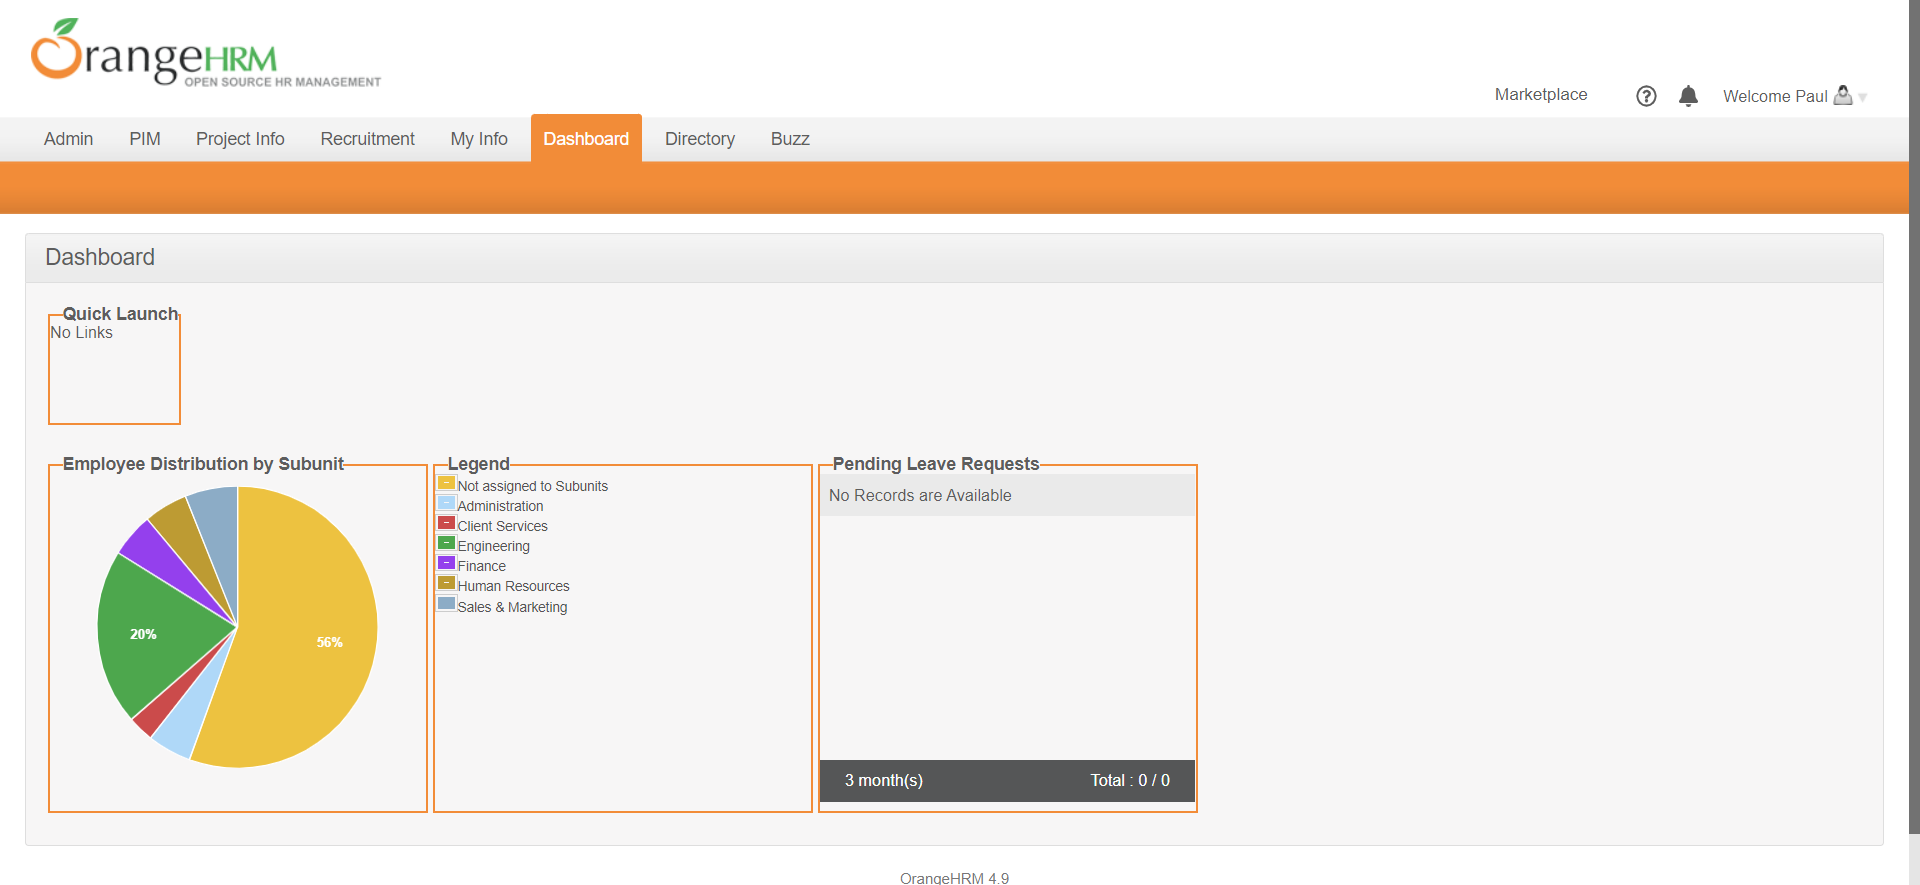 OrangeHRM
OPEN SOURCE HR MANAGEMENT
Marketplace
Welcome Paul
Admin PIM Project Info Recruitment My Info Dashboard Directory Buzz
Dashboard
Quick Launch
No Links
Employee Distribution by Subunit
20%
56%
Legend
Not assigned to Subunits
Administration
Client Services
Engineering
Finance
Human Resources
Sales & Marketing
Pending Leave Requests
No Records are Available
3 month(s) Total : 0 / 0
OrangeHRM 4.9